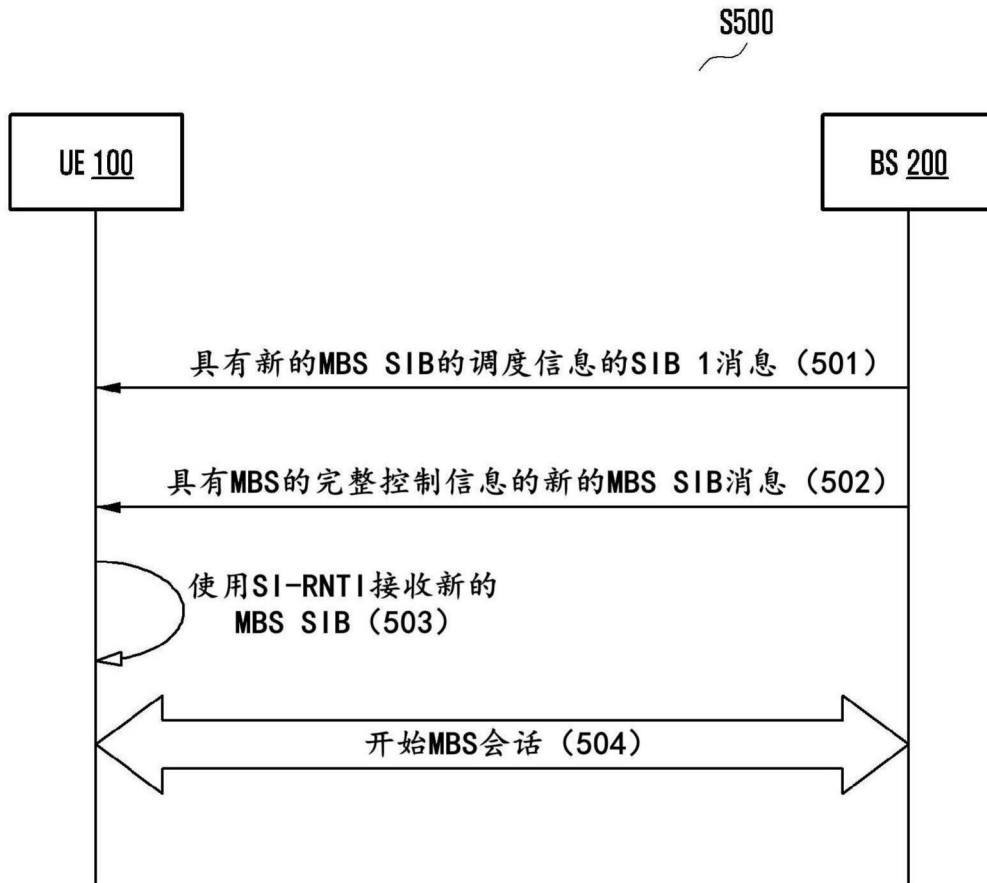 S500
UE 100
BS 200
具有新的MBS SIB的调度信息的SIB 1消息（501）
具有MBS的完整控制信息的新的MBS SIB消息（502）
使用SI-RNTI接收新的
MBS SIB（503）
开始MBS会话（504）